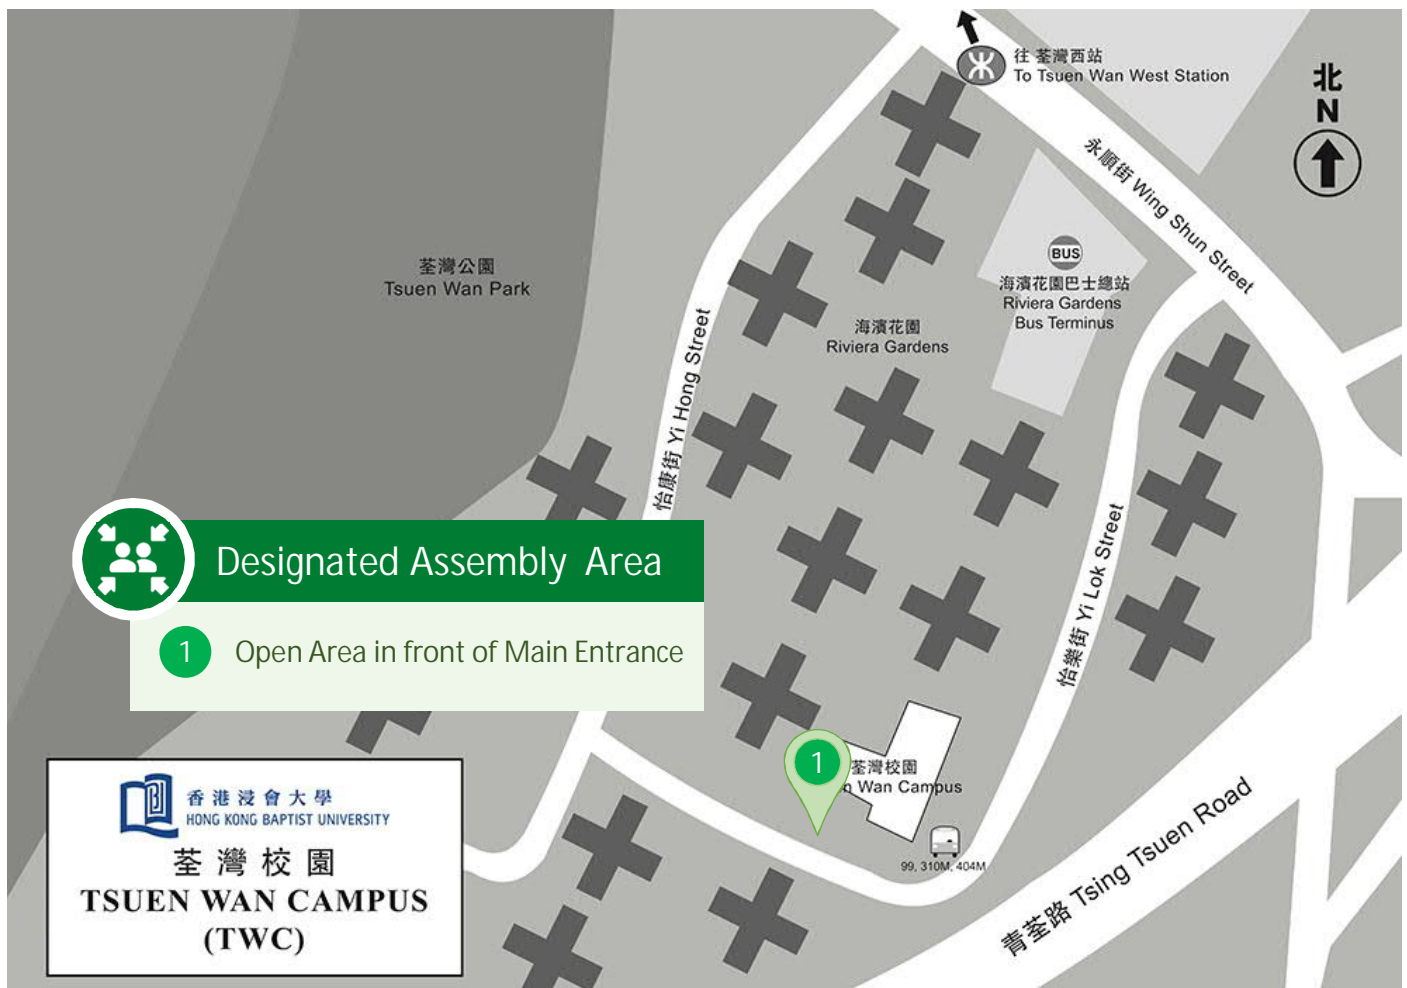 往 荃灣西站
To Tsuen Wan West Station
北
N
永順街 Wing Shun Street
BUS
海濱花園巴士總站
Riviera Gardens
Bus Terminus
荃灣公園
Tsuen Wan Park
海濱花園
Riviera Gardens
怡康街 Yi Hong Street
怡樂街 Yi Lok Street
Designated Assembly Area
1 Open Area in front of Main Entrance
1
荃灣校園
n Wan Campus
99, 310M, 404M
青荃路 Tsing Tsuen Road
香港浸會大學
HONG KONG BAPTIST UNIVERSITY
荃灣校園
TSUEN WAN CAMPUS
(TWC)